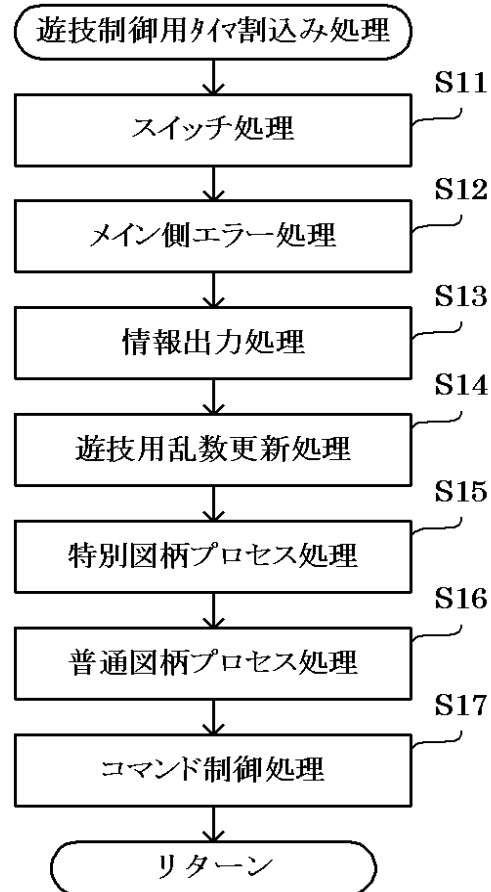 遊技制御用タイマ割込み処理
S11
スイッチ処理
S12
メイン側エラー処理
S13
情報出力処理
S14
遊技用乱数更新処理
S15
特別図柄プロセス処理
S16
普通図柄プロセス処理
S17
コマンド制御処理
リターン